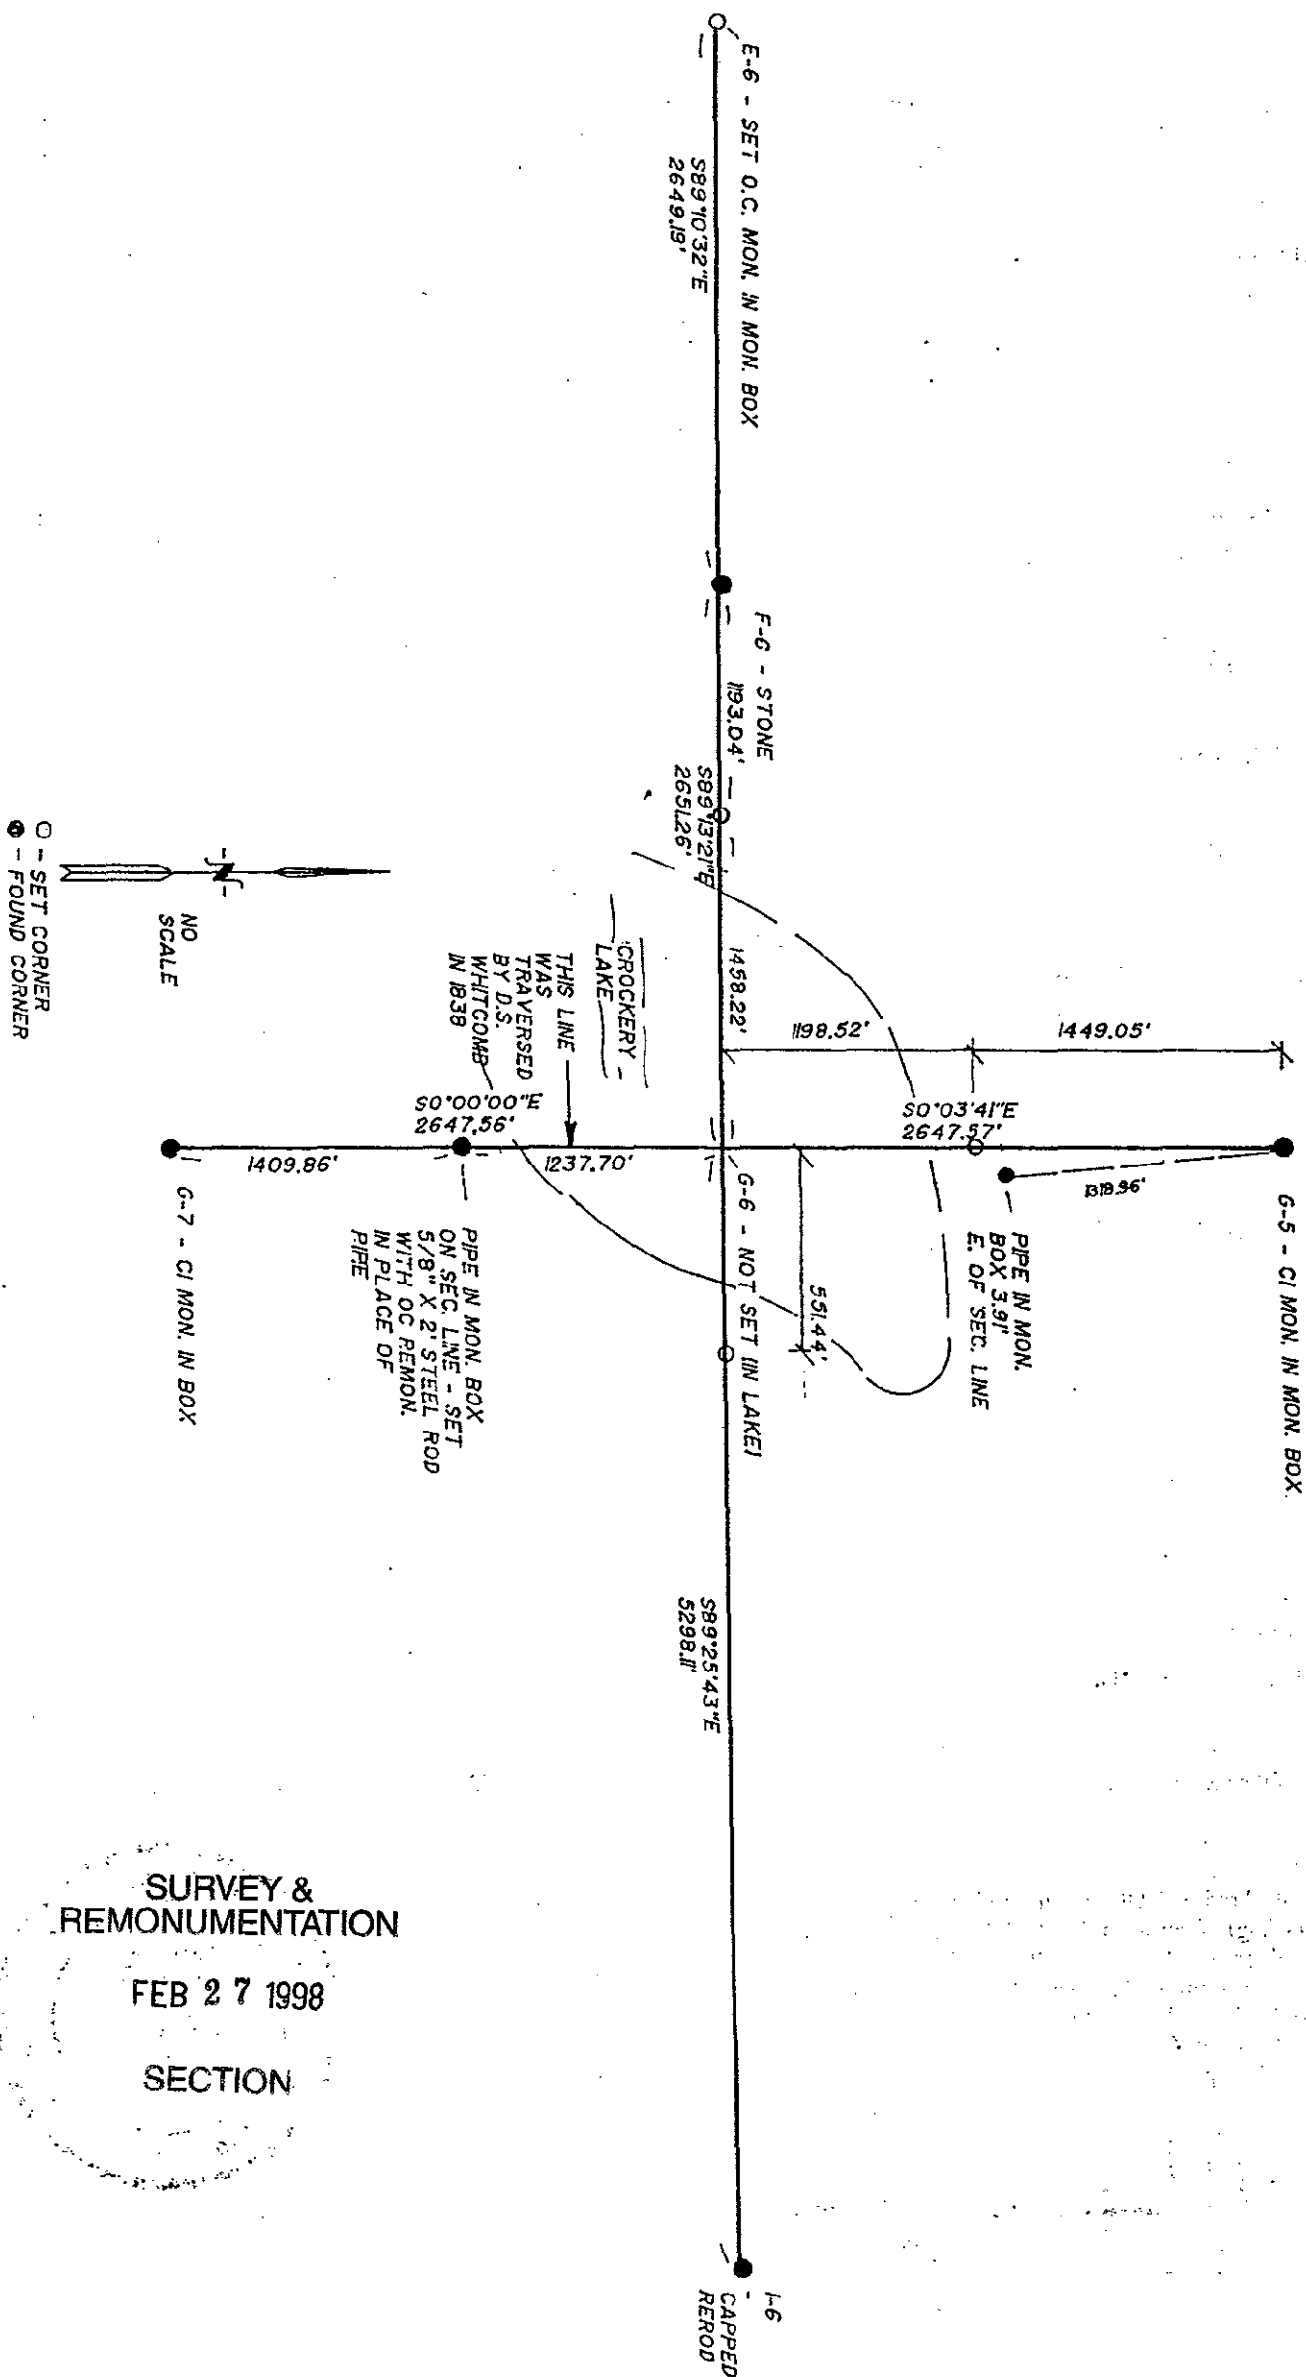 E-6 - SET O.C. MON. IN MON. BOX
S89°10'32"E
2649.19'
F-6 - STONE
1193.04'
S89°13'21"E
2651.26'
1458.22'
1198.52'
1449.05'
S0°03'41"E
2647.57'
1318.96'
G-5 - CI MON. IN MON. BOX
PIPE IN MON.
BOX 3.91'
E. OF SEC. LINE
CROCKERY -
LAKE
THIS LINE
WAS
TRAVERSED
BY D.S.
WHITCOMB
IN 1838
S0°00'00"E
2647.56'
1409.86'
1237.70'
G-6 - NOT SET (IN LAKE)
551.44'
PIPE IN MON. BOX
ON SEC. LINE - SET
5/8" X 2' STEEL ROD
WITH OC REMON.
IN PLACE OF
PIPE
G-7 - CI MON. IN BOX
S89°25'43"E
5298.11'
I-6
-
CAPPED
REROD
-N-
NO
SCALE
O - SET CORNER
● - FOUND CORNER
SURVEY &
REMONUMENTATION
FEB 27 1998
SECTION